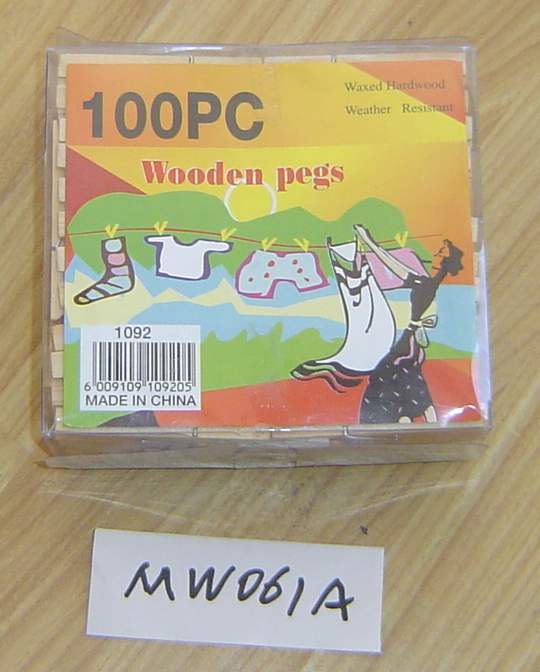 Waxed Hardwood
100PC
Weather Resistant
Wooden pegs
1092
6 009109 109205
MADE IN CHINA
MW061A